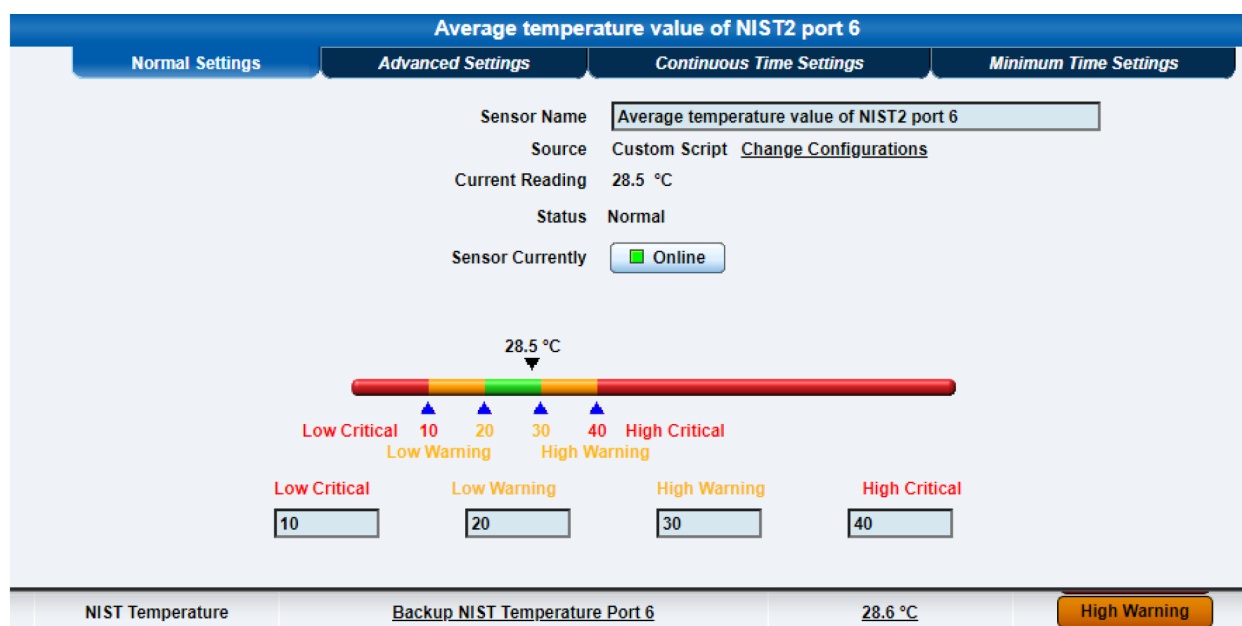 Average temperature value of NIST2 port 6
Normal Settings Advanced Settings Continuous Time Settings Minimum Time Settings
Sensor Name Average temperature value of NIST2 port 6
Source Custom Script Change Configurations
Current Reading 28.5 °C
Status Normal
Sensor Currently Online
28.5 °C
Low Critical 10 20 30 40 High Critical
Low Warning High Warning
Low Critical Low Warning High Warning High Critical
10 20 30 40
NIST Temperature Backup NIST Temperature Port 6 28.6 °C High Warning